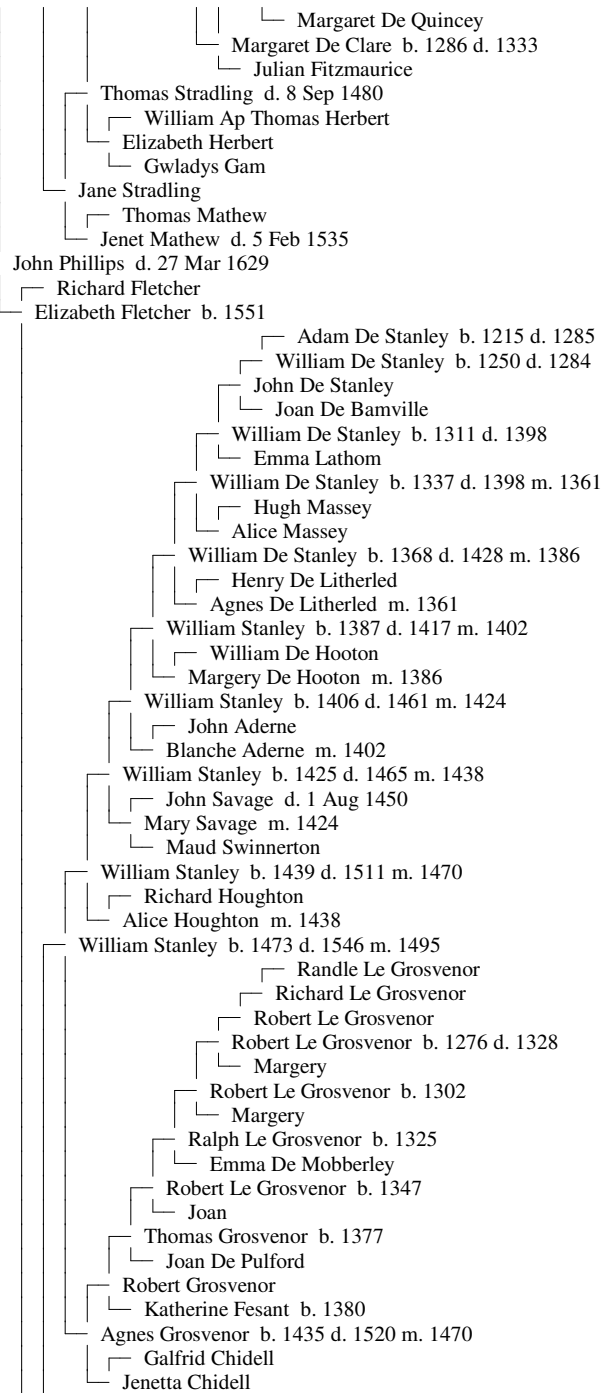 Margaret De Quincey
Margaret De Clare b. 1286 d. 1333
Julian Fitzmaurice
Thomas Stradling d. 8 Sep 1480
William Ap Thomas Herbert
Elizabeth Herbert
Gwladys Gam
Jane Stradling
Thomas Mathew
Jenet Mathew d. 5 Feb 1535
John Phillips d. 27 Mar 1629
Richard Fletcher
Elizabeth Fletcher b. 1551
Adam De Stanley b. 1215 d. 1285
William De Stanley b. 1250 d. 1284
John De Stanley
Joan De Bamville
William De Stanley b. 1311 d. 1398
Emma Lathom
William De Stanley b. 1337 d. 1398 m. 1361
Hugh Massey
Alice Massey
William De Stanley b. 1368 d. 1428 m. 1386
Henry De Litherled
Agnes De Litherled m. 1361
William Stanley b. 1387 d. 1417 m. 1402
William De Hooton
Margery De Hooton m. 1386
William Stanley b. 1406 d. 1461 m. 1424
John Aderne
Blanche Aderne m. 1402
William Stanley b. 1425 d. 1465 m. 1438
John Savage d. 1 Aug 1450
Mary Savage m. 1424
Maud Swinnerton
William Stanley b. 1439 d. 1511 m. 1470
Richard Houghton
Alice Houghton m. 1438
William Stanley b. 1473 d. 1546 m. 1495
Randle Le Grosvenor
Richard Le Grosvenor
Robert Le Grosvenor
Robert Le Grosvenor b. 1276 d. 1328
Margery
Robert Le Grosvenor b. 1302
Margery
Ralph Le Grosvenor b. 1325
Emma De Mobberley
Robert Le Grosvenor b. 1347
Joan
Thomas Grosvenor b. 1377
Joan De Pulford
Robert Grosvenor
Katherine Fesant b. 1380
Agnes Grosvenor b. 1435 d. 1520 m. 1470
Galfrid Chidell
Jenetta Chidell